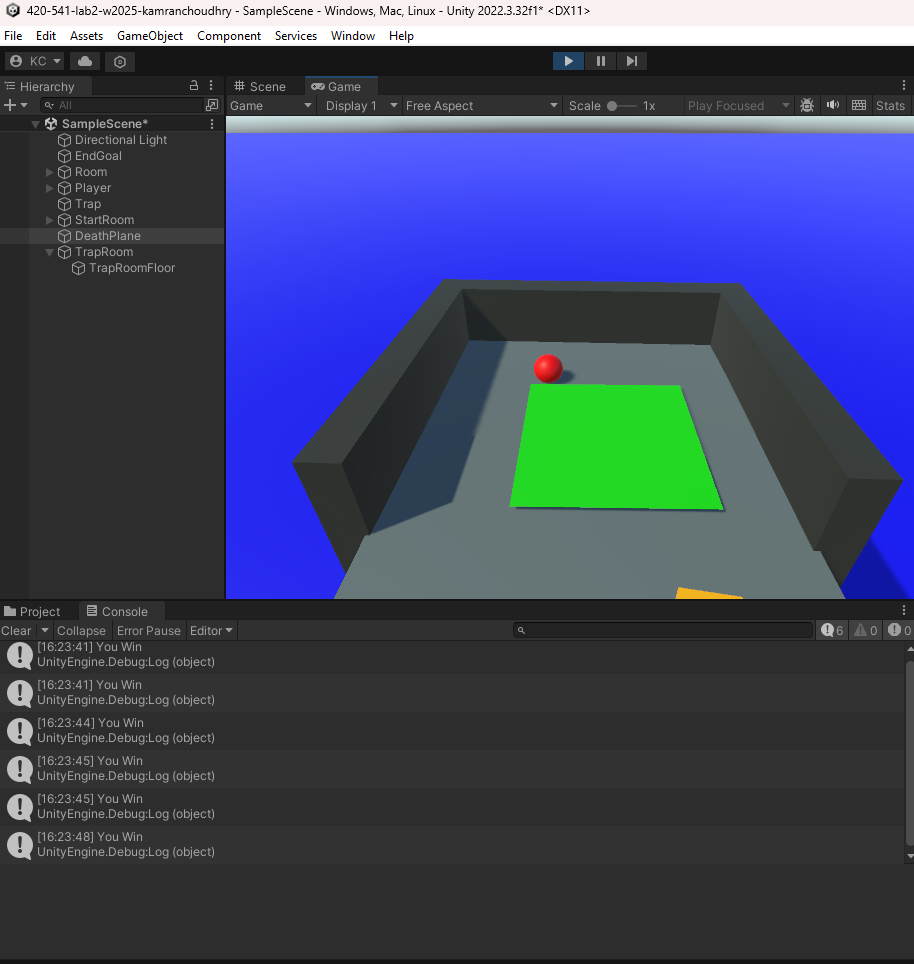 420-541-lab2-w2025-kamranchoudhry - SampleScene - Windows, Mac, Linux - Unity 2022.3.32f1* <DX11>
File Edit Assets GameObject Component Services Window Help
KC
Hierarchy
All
SampleScene*
Directional Light
EndGoal
Room
Player
Trap
StartRoom
DeathPlane
TrapRoom
TrapRoomFloor
Scene Game
Game Display 1 Free Aspect Scale 1x Play Focused Stats
Project Console
Clear Collapse Error Pause Editor 6 0 0
[16:23:41] You Win
UnityEngine.Debug:Log (object)
[16:23:41] You Win
UnityEngine.Debug:Log (object)
[16:23:44] You Win
UnityEngine.Debug:Log (object)
[16:23:45] You Win
UnityEngine.Debug:Log (object)
[16:23:45] You Win
UnityEngine.Debug:Log (object)
[16:23:48] You Win
UnityEngine.Debug:Log (object)